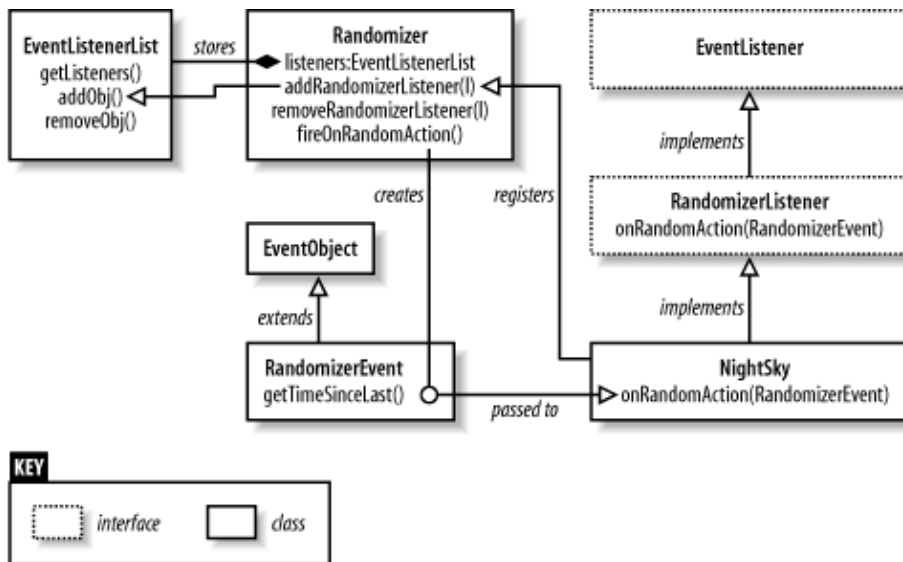 EventListenerList
getListeners()
addObj()
removeObj()
stores
Randomizer
listeners:EventListenerList
addRandomizerListener(l)
removeRandomizerListener(l)
fireOnRandomAction()
EventListener
implements
creates
registers
RandomizerListener
onRandomAction(RandomizerEvent)
EventObject
extends
implements
RandomizerEvent
getTimeSinceLast()
passed to
NightSky
onRandomAction(RandomizerEvent)
KEY
interface
class